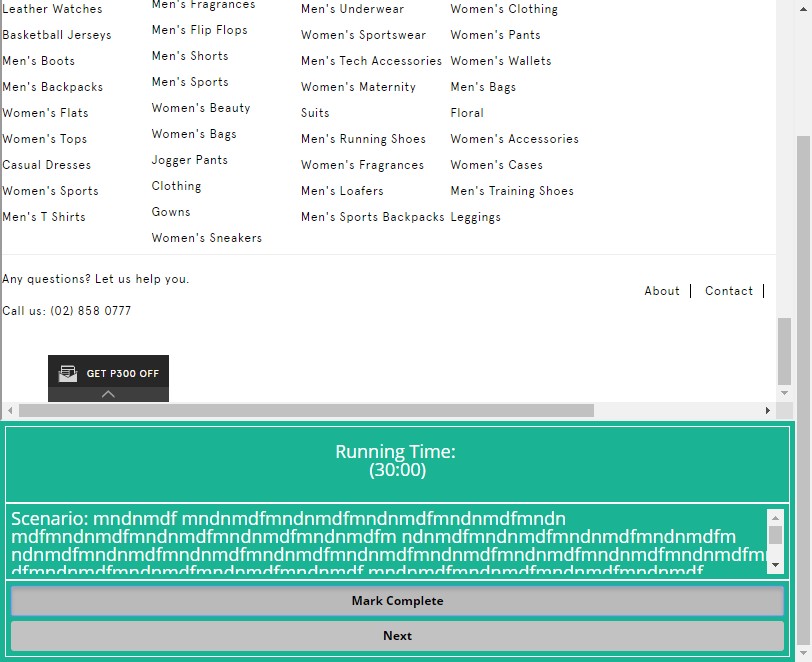 Leather Watches
Basketball Jerseys
Men's Boots
Men's Backpacks
Women's Flats
Women's Tops
Casual Dresses
Women's Sports
Men's T Shirts
Men's Fragrances
Men's Flip Flops
Men's Shorts
Men's Sports
Women's Beauty
Women's Bags
Jogger Pants
Clothing
Gowns
Women's Sneakers
Men's Underwear
Women's Sportswear
Men's Tech Accessories
Women's Maternity
Suits
Men's Running Shoes
Women's Fragrances
Men's Loafers
Men's Sports Backpacks
Women's Clothing
Women's Pants
Women's Wallets
Men's Bags
Floral
Women's Accessories
Women's Cases
Men's Training Shoes
Leggings
Any questions? Let us help you.
Call us: (02) 858 0777
About | Contact |
GET P300 OFF
Running Time:
(30:00)
Scenario: mndnmdf mndnmdfmndnmdfmndnmdfmndnmdfmndn
mdfmndnmdfmndnmdfmndnmdfmndnmdfm ndnmdfmndnmdfmndnmdfmndnmdfm
ndnmdfmndnmdfmndnmdfmndnmdfmndnmdfmndnmdfmndnmdfmndnmdfmndnmdfm
dfmndnmdfmndnmdfmndnmdfmndnmdf mndnmdfmndnmdfmndnmdfmndnmdf
Mark Complete
Next